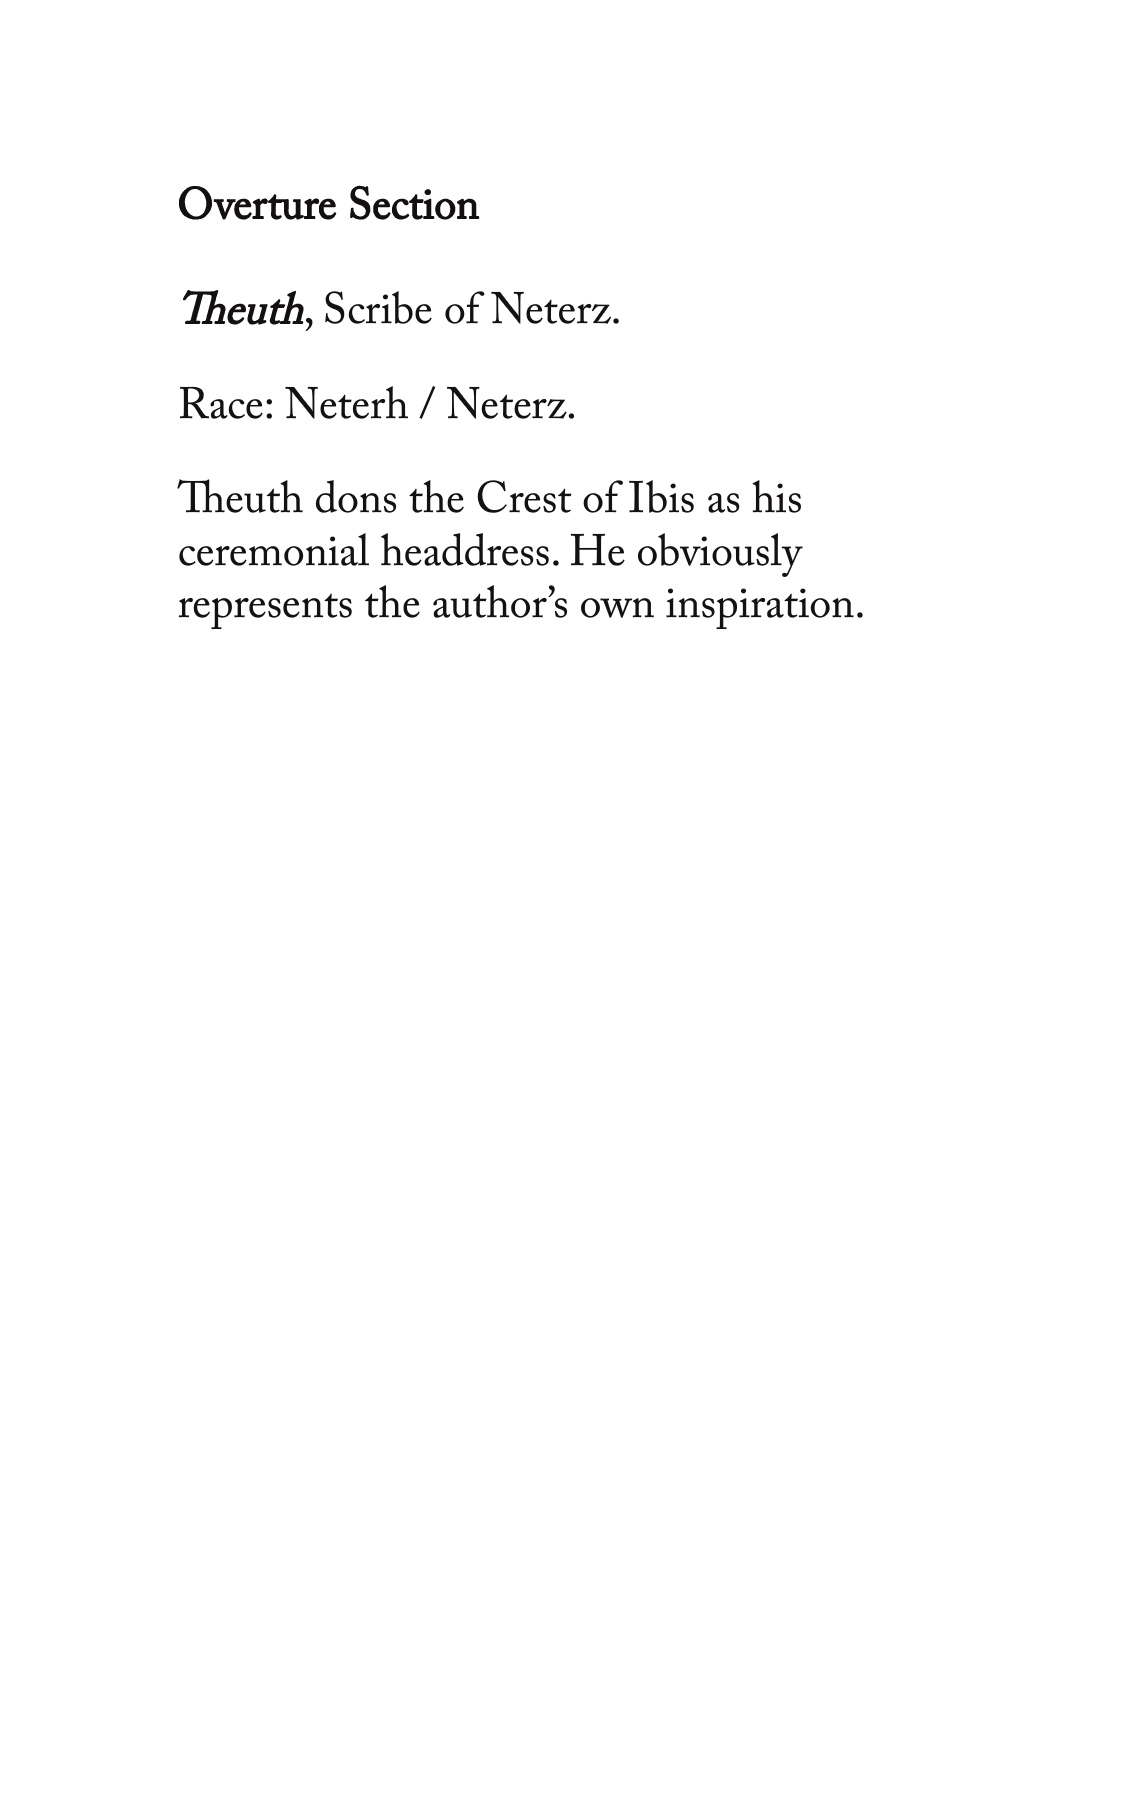 Overture Section
Theuth, Scribe of Neterz.
Race: Neterh / Neterz.
Theuth dons the Crest of Ibis as his
ceremonial headdress. He obviously
represents the author’s own inspiration.